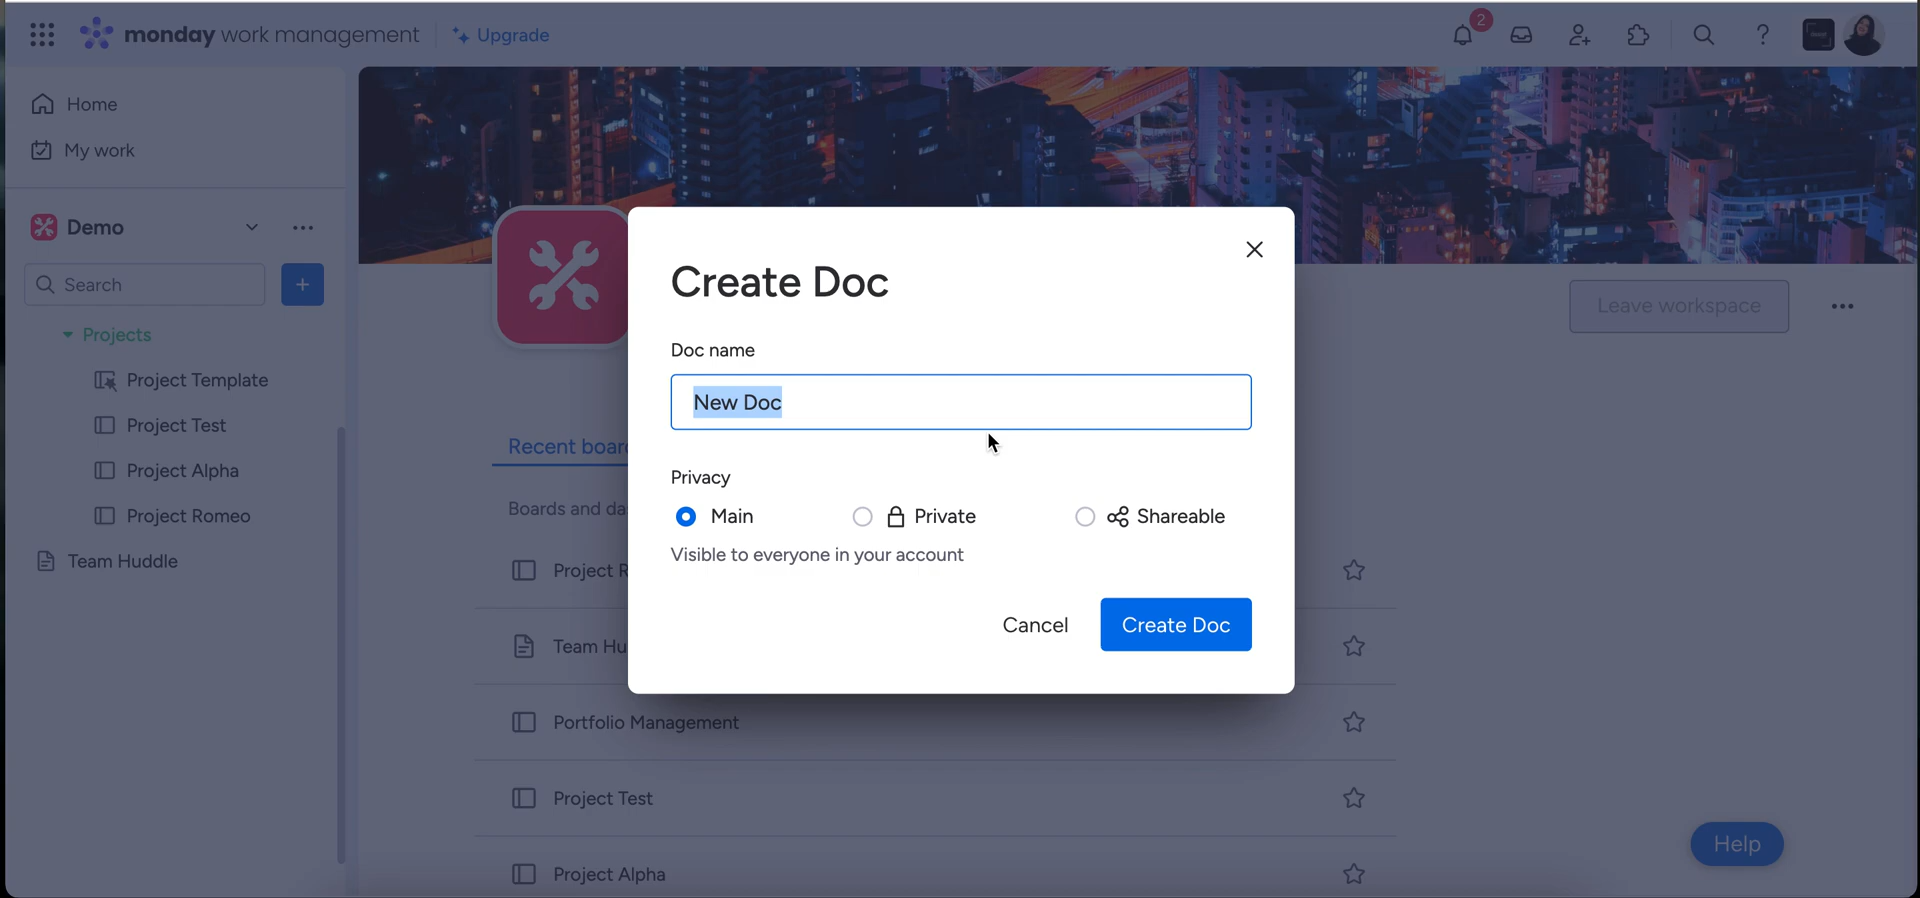 monday work management
Upgrade
2
Home
My work
Demo
Search
Projects
Project Template
Project Test
Project Alpha
Project Romeo
Team Huddle
Leave workspace
Recent boar
Boards and da
Project R
Team Hu
Portfolio Management
Project Test
Project Alpha
Create Doc
Doc name
New Doc
Privacy
Main
Private
Shareable
Visible to everyone in your account
Cancel
Create Doc
Help